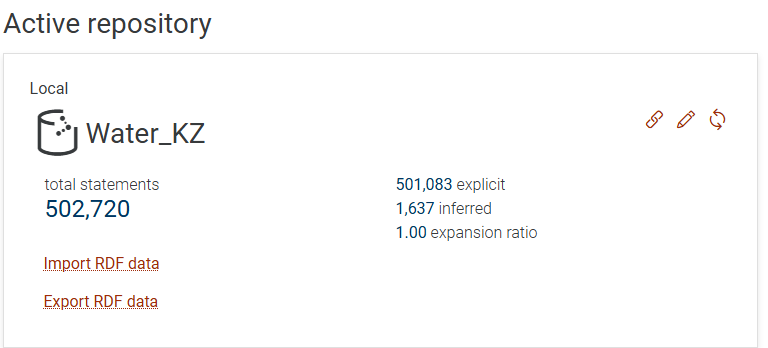 Active repository
Local
Water_KZ
total statements
502,720
501,083 explicit
1,637 inferred
1.00 expansion ratio
Import RDF data
Export RDF data